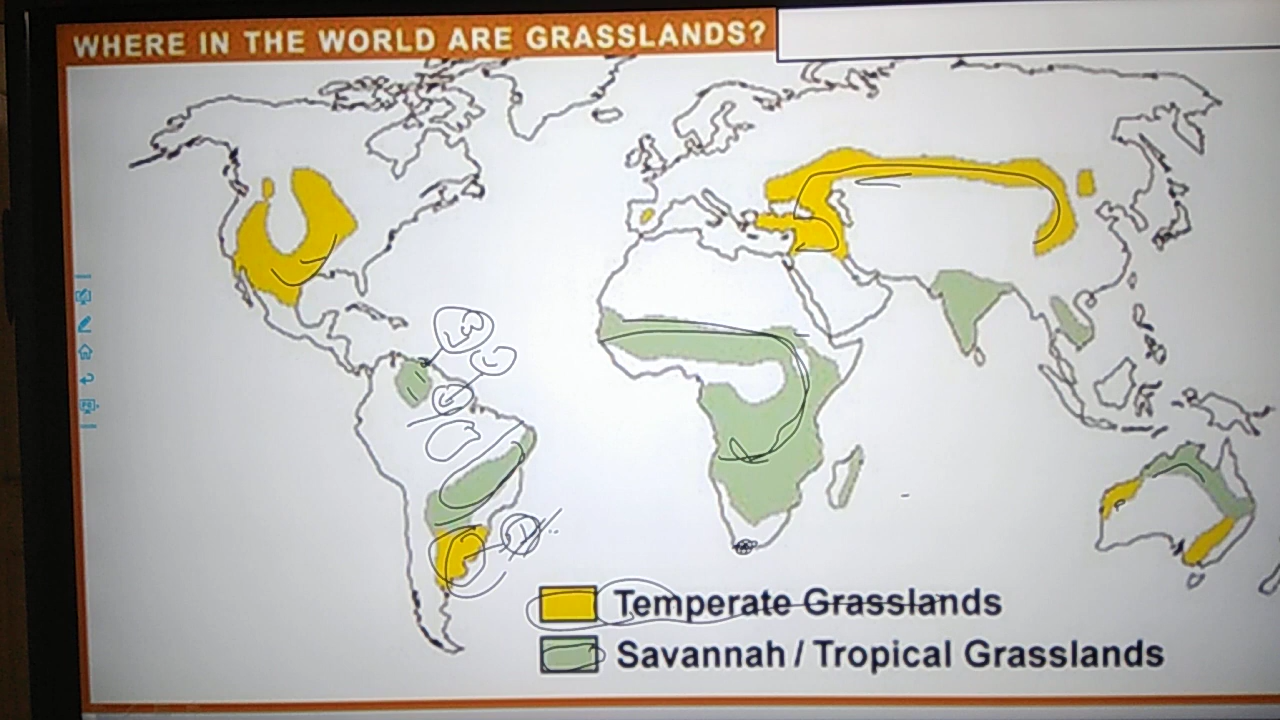 WHERE IN THE WORLD ARE GRASSLANDS?
Temperate Grasslands
Savannah / Tropical Grasslands